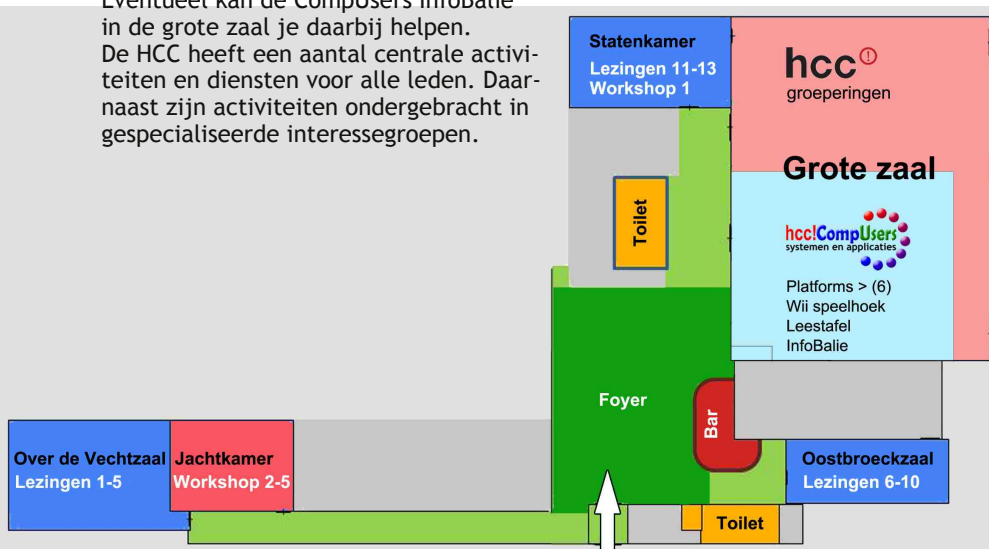 Eventueel kan de CompUsers InfoBalie
in de grote zaal je daarbij helpen.
De HCC heeft een aantal centrale activi-
teiten en diensten voor alle leden. Daar-
naast zijn activiteiten ondergebracht in
gespecialiseerde interessegroepen.
Statenkamer
Lezingen 11-13
Workshop 1
hcc!
groeperingen
Grote zaal
hcc!CompUsers
systemen en applicaties
Platforms > (6)
Wii speelhoek
Leestafel
InfoBalie
Toilet
Foyer
Bar
Over de Vechtzaal
Lezingen 1-5
Jachtkamer
Workshop 2-5
Oostbroeckzaal
Lezingen 6-10
Toilet